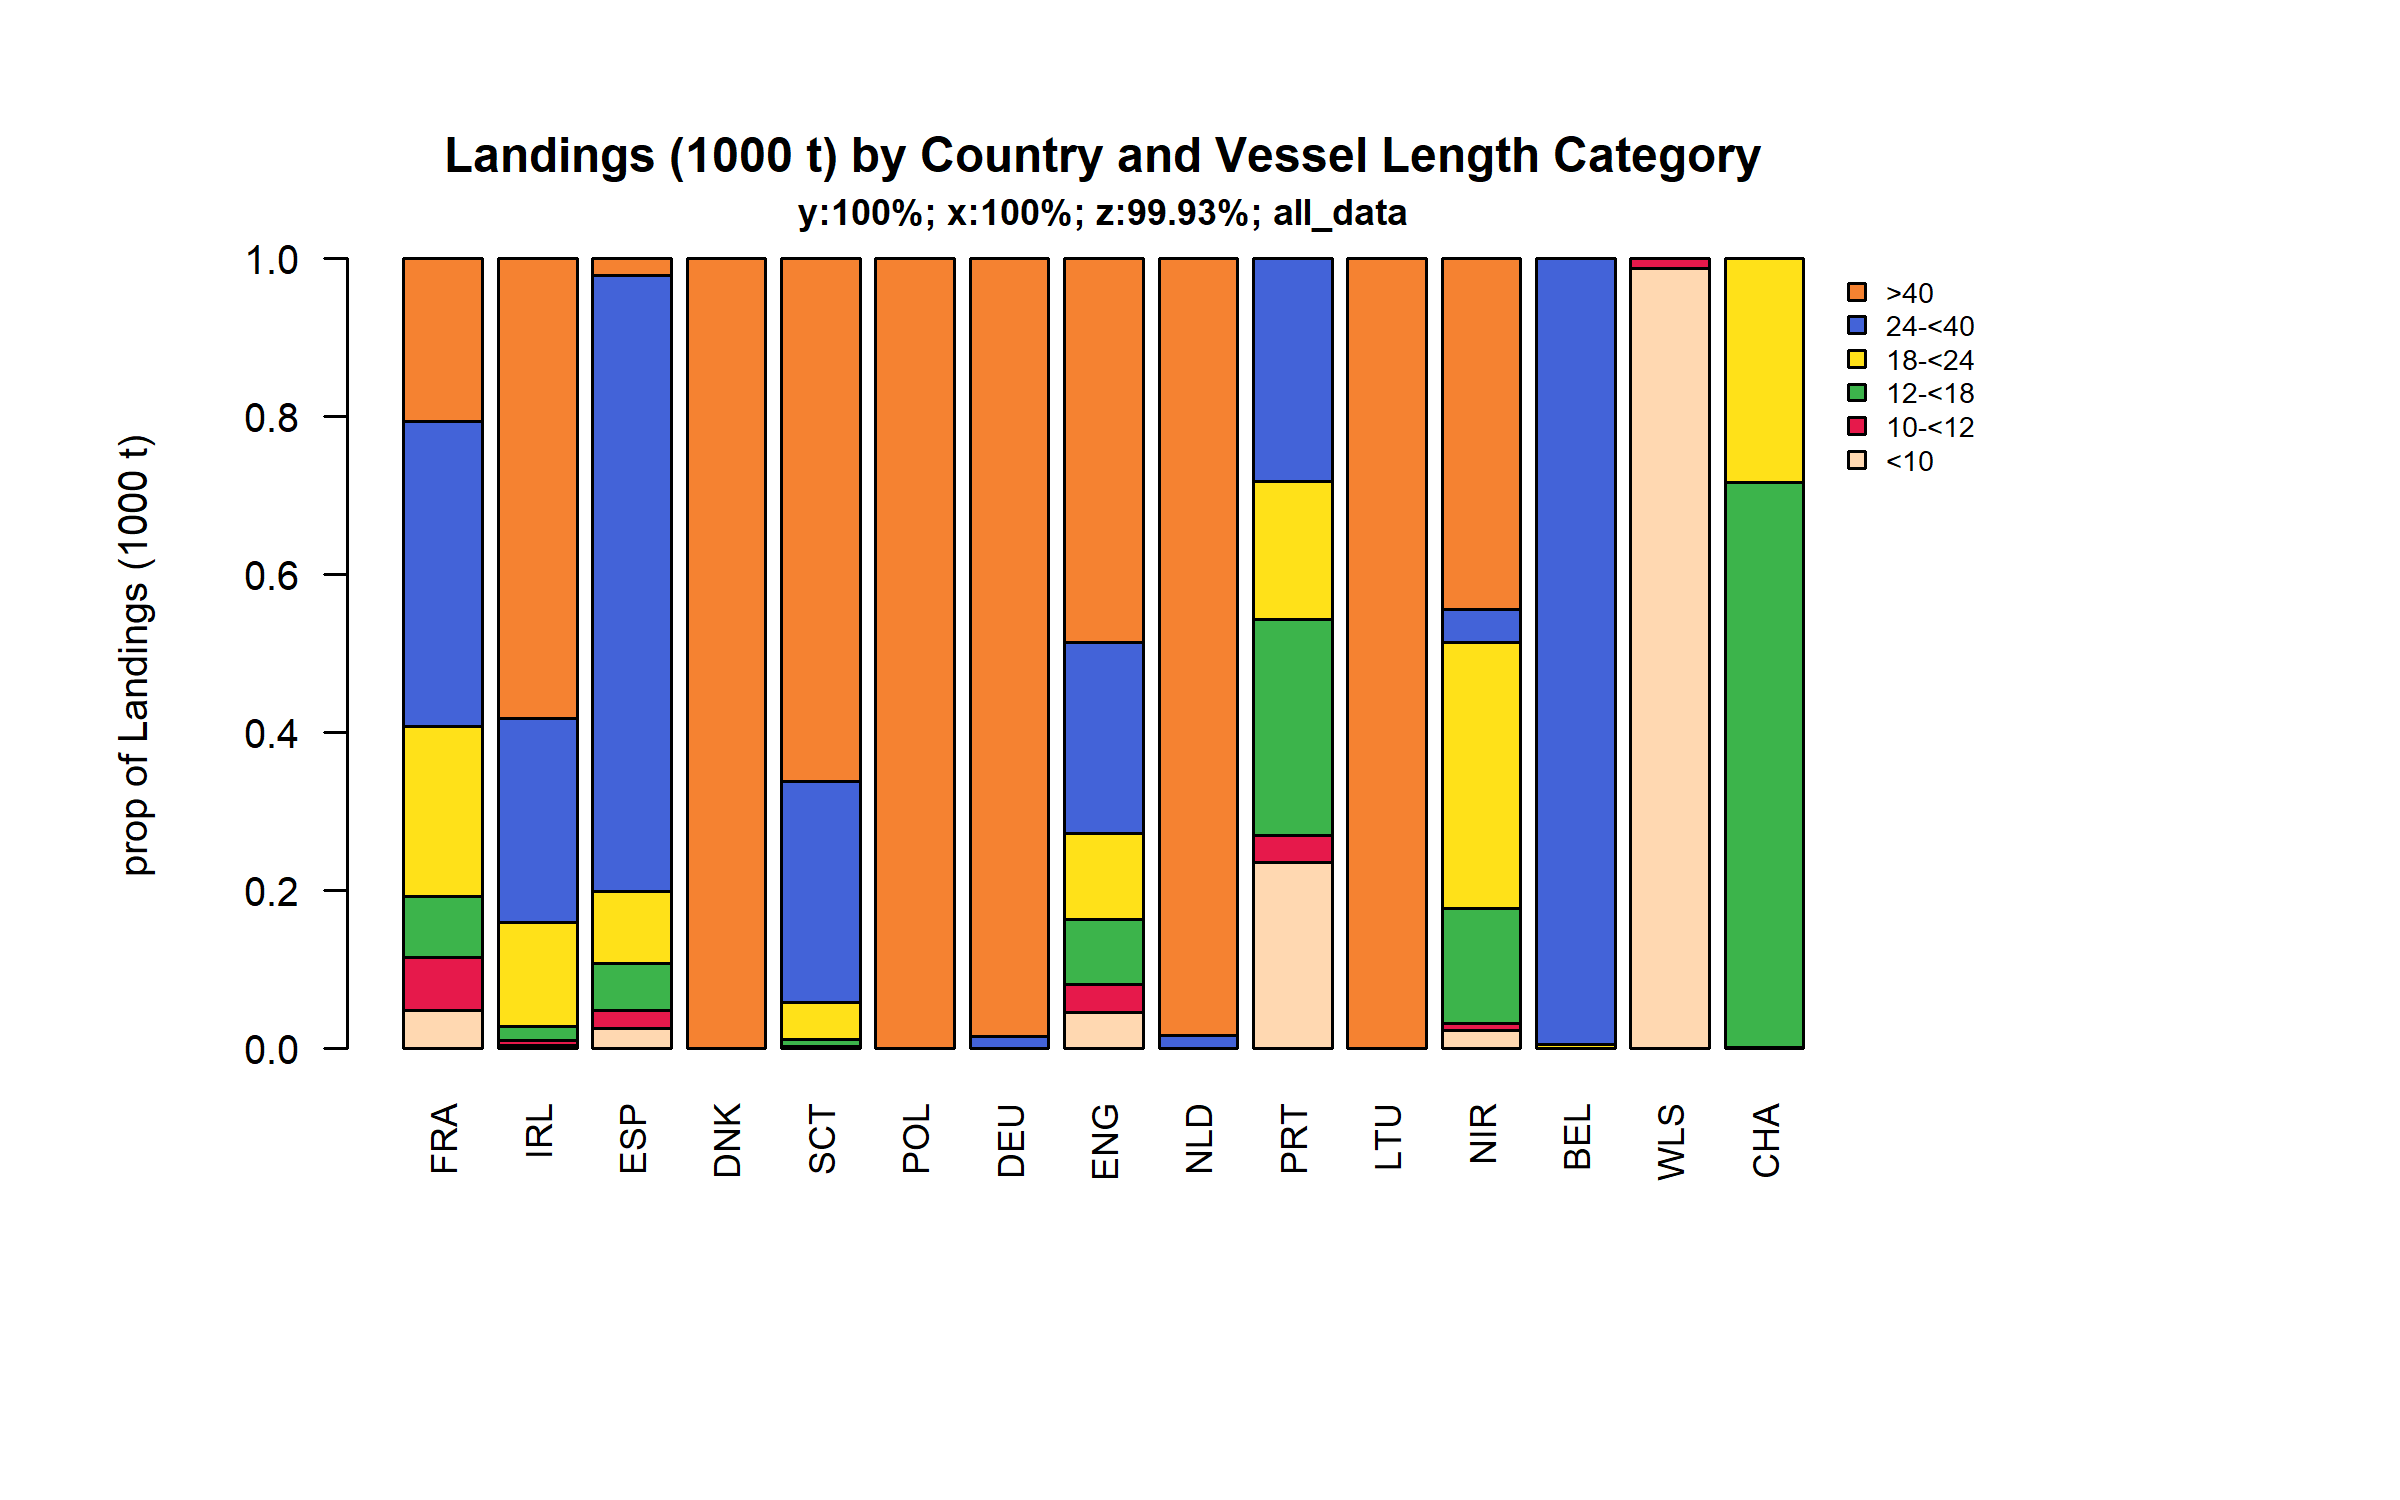 Landings (1000 t) by Country and Vessel Length Category
y:100%; x:100%; z:99.93%; all_data
prop of Landings (1000 t)
1.0
0.8
0.6
0.4
0.2
0.0
>40
24-<40
18-<24
12-<18
10-<12
<10
FRA
IRL
ESP
DNK
SCT
POL
DEU
ENG
NLD
PRT
LTU
NIR
BEL
WLS
CHA